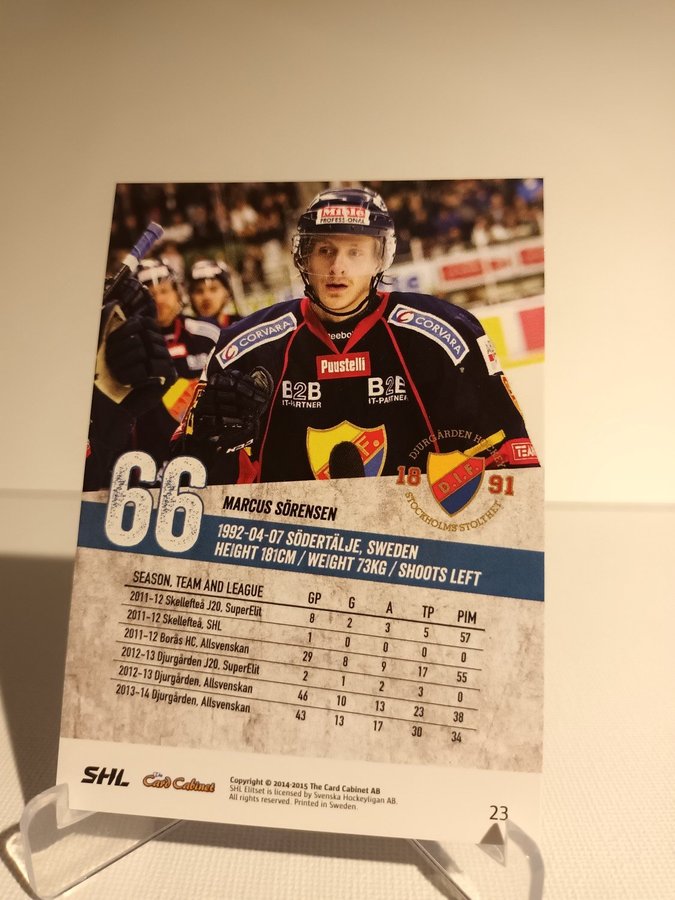 Mible
PROFESSIONAL
CORVARA
CORVARA
Reebok
Puustelli
B2B
IT-PARTNER
B2B
IT-PARTNER
D.I.F.
DJURGÅRDEN HOCKEY
18 D.I.F. 91
STOCKHOLMS STOLTHET
66
MARCUS SÖRENSEN
1992-04-07 SÖDERTÄLJE, SWEDEN
HEIGHT 181CM / WEIGHT 73KG / SHOOTS LEFT
SEASON, TEAM AND LEAGUE GP G A TP PIM
2011-12 Skellefteå J20, SuperElit 8 2 3 5 57
2011-12 Skellefteå, SHL 1 0 0 0 0
2011-12 Borås HC, Allsvenskan 29 8 9 17 55
2012-13 Djurgården J20, SuperElit 2 1 2 3 0
2012-13 Djurgården, Allsvenskan 46 10 13 23 38
2013-14 Djurgården, Allsvenskan 43 13 17 30 34
SHL
The Card Cabinet
Copyright © 2014-2015 The Card Cabinet AB
SHL Elitset is licensed by Svenska Hockeyligan AB.
All rights reserved. Printed in Sweden.
23